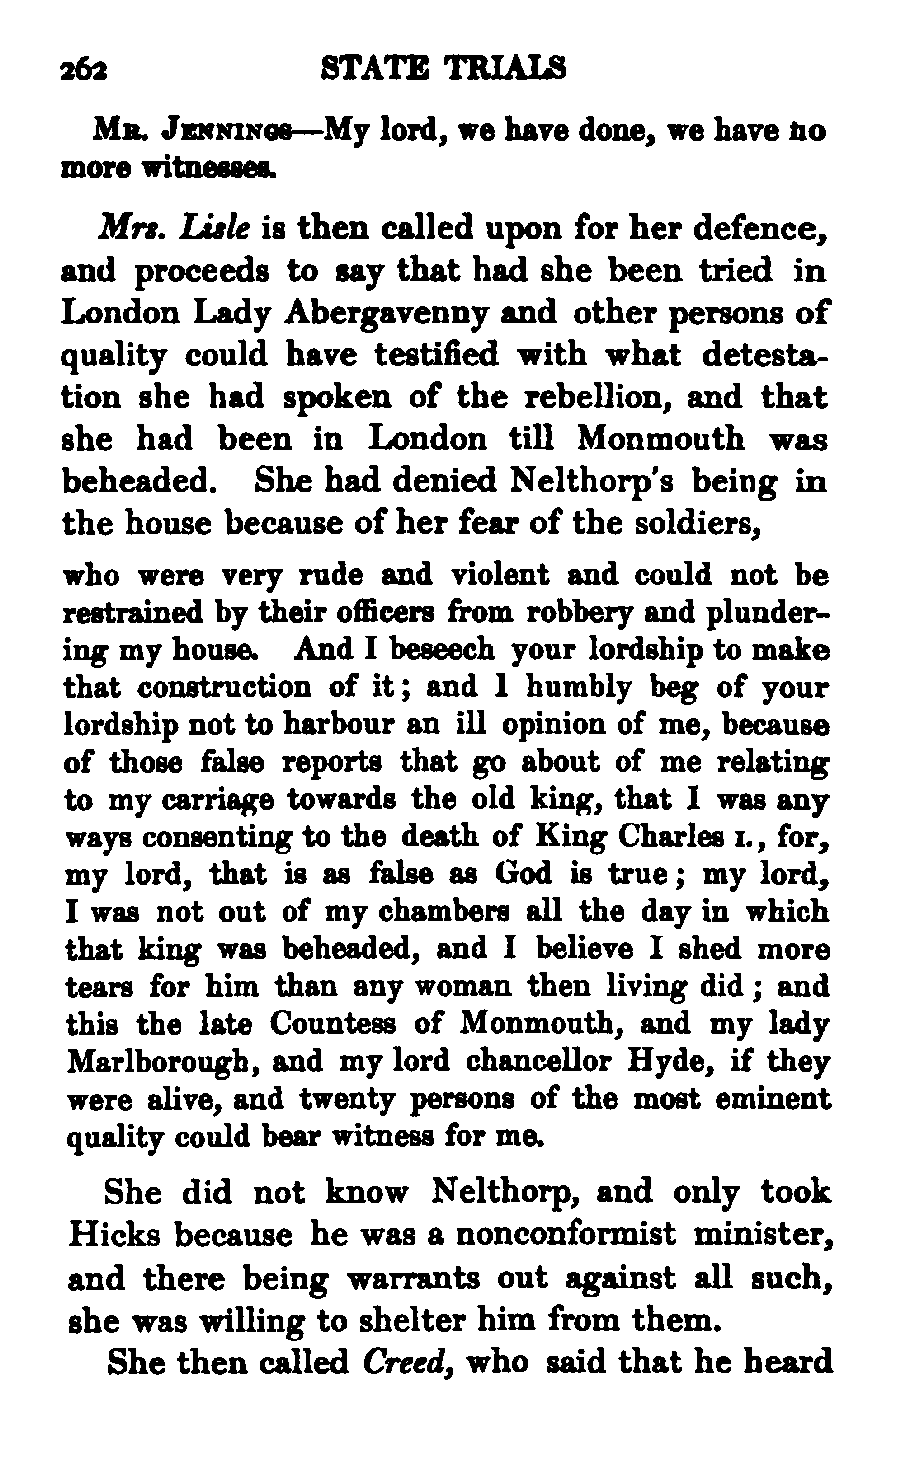 262 STATE TRIALS
MR. JENNINGS—My lord, we have done, we have no
more witnesses.
Mrs. Lisle is then called upon for her defence,
and proceeds to say that had she been tried in
London Lady Abergavenny and other persons of
quality could have testified with what detesta-
tion she had spoken of the rebellion, and that
she had been in London till Monmouth was
beheaded. She had denied Nelthorp's being in
the house because of her fear of the soldiers,
who were very rude and violent and could not be
restrained by their officers from robbery and plunder-
ing my house. And I beseech your lordship to make
that construction of it; and I humbly beg of your
lordship not to harbour an ill opinion of me, because
of those false reports that go about of me relating
to my carriage towards the old king, that I was any
ways consenting to the death of King Charles I., for,
my lord, that is as false as God is true; my lord,
I was not out of my chambers all the day in which
that king was beheaded, and I believe I shed more
tears for him than any woman then living did; and
this the late Countess of Monmouth, and my lady
Marlborough, and my lord chancellor Hyde, if they
were alive, and twenty persons of the most eminent
quality could bear witness for me.
She did not know Nelthorp, and only took
Hicks because he was a nonconformist minister,
and there being warrants out against all such,
she was willing to shelter him from them.
She then called Creed, who said that he heard